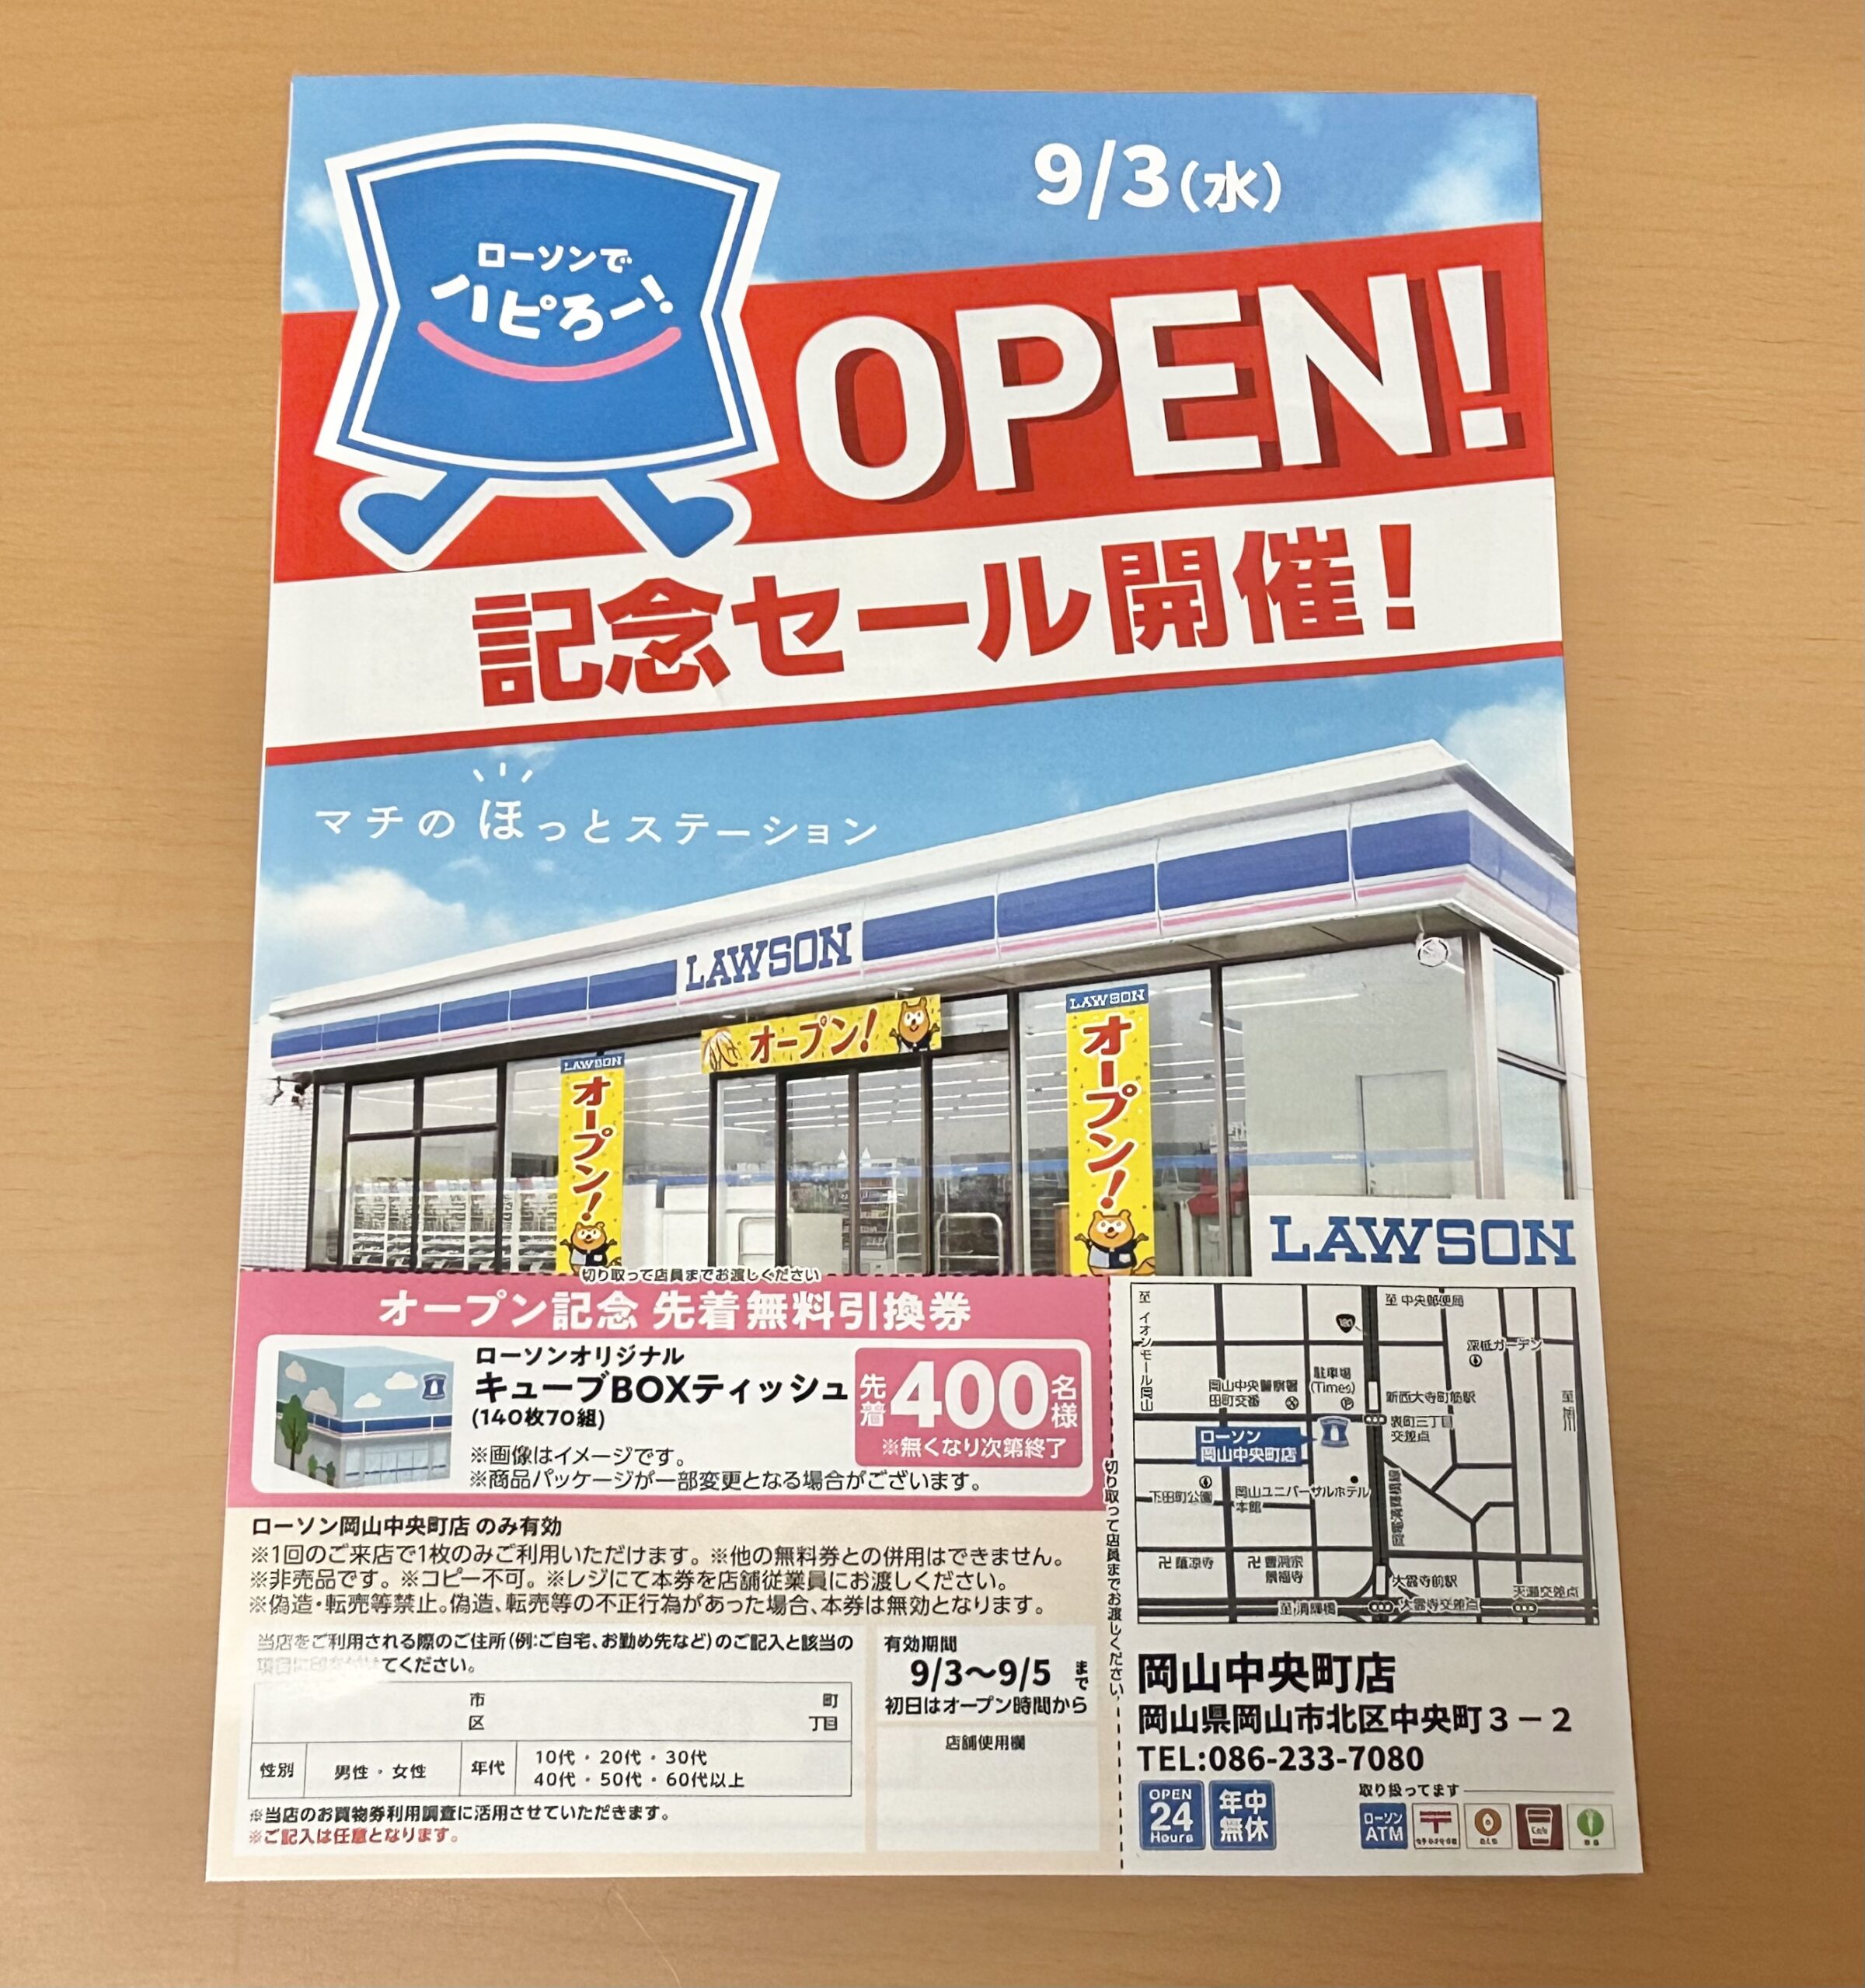 9/3(水)
ローソンで
ハピろー!
OPEN!
記念セール開催!
マチのほっとステーション
LAWSON
オープン!
LAWSON
オープン!
LAWSON
オープン!
LAWSON
切り取って店員までお渡しください
オープン記念 先着無料引換券
ローソンオリジナル
キューブBOXティッシュ
(140枚70組)
先着400名様
※無くなり次第終了
※画像はイメージです。
※商品パッケージが一部変更となる場合がございます。
ローソン岡山中央町店 のみ有効
※1回のご来店で1枚のみご利用いただけます。※他の無料券との併用はできません。
※非売品です。※コピー不可。※レジにて本券を店舗従業員にお渡しください。
※偽造・転売等禁止。偽造、転売等の不正行為があった場合、本券は無効となります。
当店をご利用される際のご住所(例:ご自宅、お勤め先など)のご記入と該当の
てください。
市 町
区 丁目
性別 男性・女性 年代 10代・20代・30代
40代・50代・60代以上
※当店のお買物券利用調査に活用させていただきます。
※ご記入は任意となります。
有効期間
9/3~9/5 まで
初日はオープン時間から
店舗使用欄
切り取って店員までお渡しください
至 中央郵便局
至 イオンモール岡山
180
深柢ガーデン
駐車場
(Times)
岡山中央警察署
田町交番
新西大寺町筋駅
至 旭川
表町三丁目
交差点
ローソン
岡山中央町店
下田町公園
岡山ユニバーサルホテル
本館
卍 蔭凉寺
卍 曹洞宗
景福寺
大雲寺前駅
天瀬交差点
至 清輝橋
大雲寺交差点
岡山中央町店
岡山県岡山市北区中央町3-2
TEL:086-233-7080
OPEN
24
Hours
年中
無休
取り扱ってます
ローソン
ATM
Café